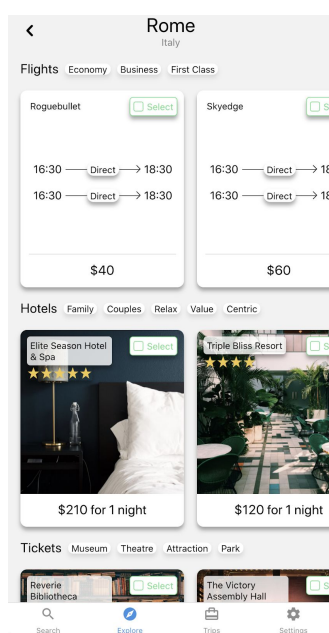 Rome
Italy
Flights Economy Business First Class
Roguebullet Select
Skyedge
16:30 Direct 18:30
16:30 Direct
16:30 Direct 18:30
16:30 Direct
$40
$60
Hotels Family Couples Relax Value Centric
Elite Season Hotel
& Spa
Select
Triple Bliss Resort
$210 for 1 night
$120 for 1 night
Tickets Museum Theatre Attraction Park
Reverie
Bibliotheca
Select
The Victory
Assembly Hall
Search Explore Trips Settings